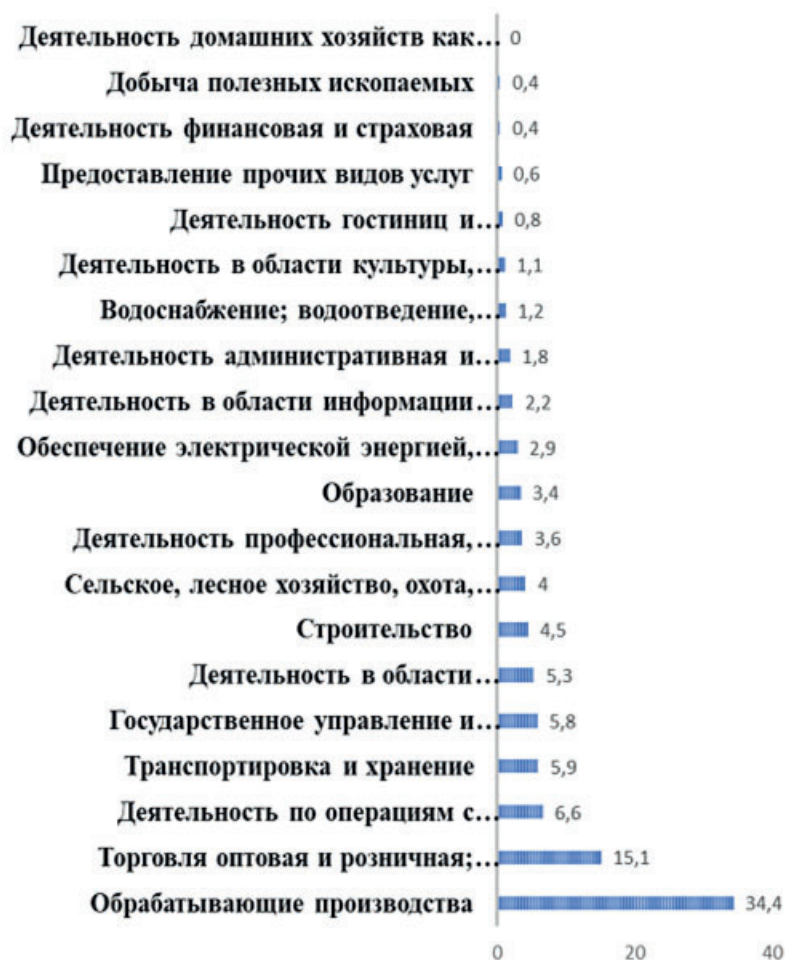 Деятельность домашних хозяйств как... 0
Добыча полезных ископаемых 0,4
Деятельность финансовая и страховая 0,4
Предоставление прочих видов услуг 0,6
Деятельность гостиниц и... 0,8
Деятельность в области культуры,... 1,1
Водоснабжение; водоотведение,... 1,2
Деятельность административная и... 1,8
Деятельность в области информации... 2,2
Обеспечение электрической энергией,... 2,9
Образование 3,4
Деятельность профессиональная,... 3,6
Сельское, лесное хозяйство, охота,... 4
Строительство 4,5
Деятельность в области... 5,3
Государственное управление и... 5,8
Транспортировка и хранение 5,9
Деятельность по операциям с... 6,6
Торговля оптовая и розничная;... 15,1
Обрабатывающие производства 34,4
0 20 40